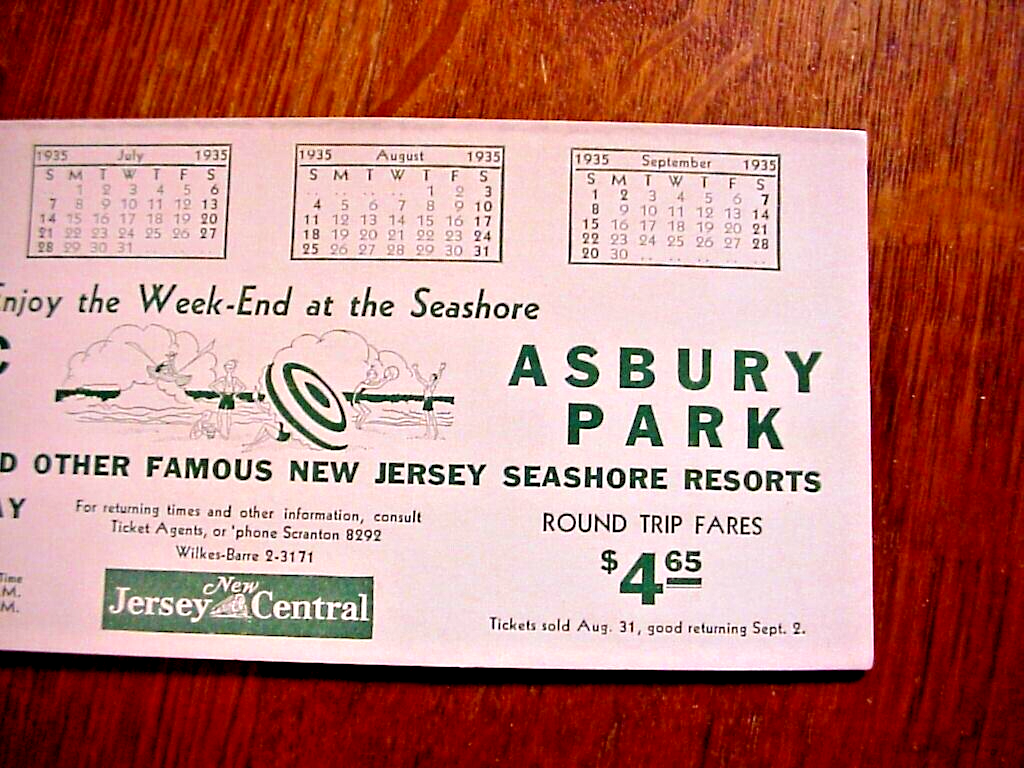 1935 July 1935
S M T W T F S
. . 1 2 3 4 5 6
7 8 9 10 11 12 13
14 15 16 17 18 19 20
21 22 23 24 25 26 27
28 29 30 31 . . . . . .
1935 August 1935
S M T W T F S
. . . . . . . . 1 2 3
4 5 6 7 8 9 10
11 12 13 14 15 16 17
18 19 20 21 22 23 24
25 26 27 28 29 30 31
1935 September 1935
S M T W T F S
1 2 3 4 5 6 7
8 9 10 11 12 13 14
15 16 17 18 19 20 21
22 23 24 25 26 27 28
20 30 . . . . . . . . . .
Enjoy the Week-End at the Seashore
C
ASBURY
PARK
D OTHER FAMOUS NEW JERSEY SEASHORE RESORTS
AY
For returning times and other information, consult
Ticket Agents, or 'phone Scranton 8292
Wilkes-Barre 2-3171
Time
.M.
M.
New
Jersey Central
ROUND TRIP FARES
$4.65
Tickets sold Aug. 31, good returning Sept. 2.